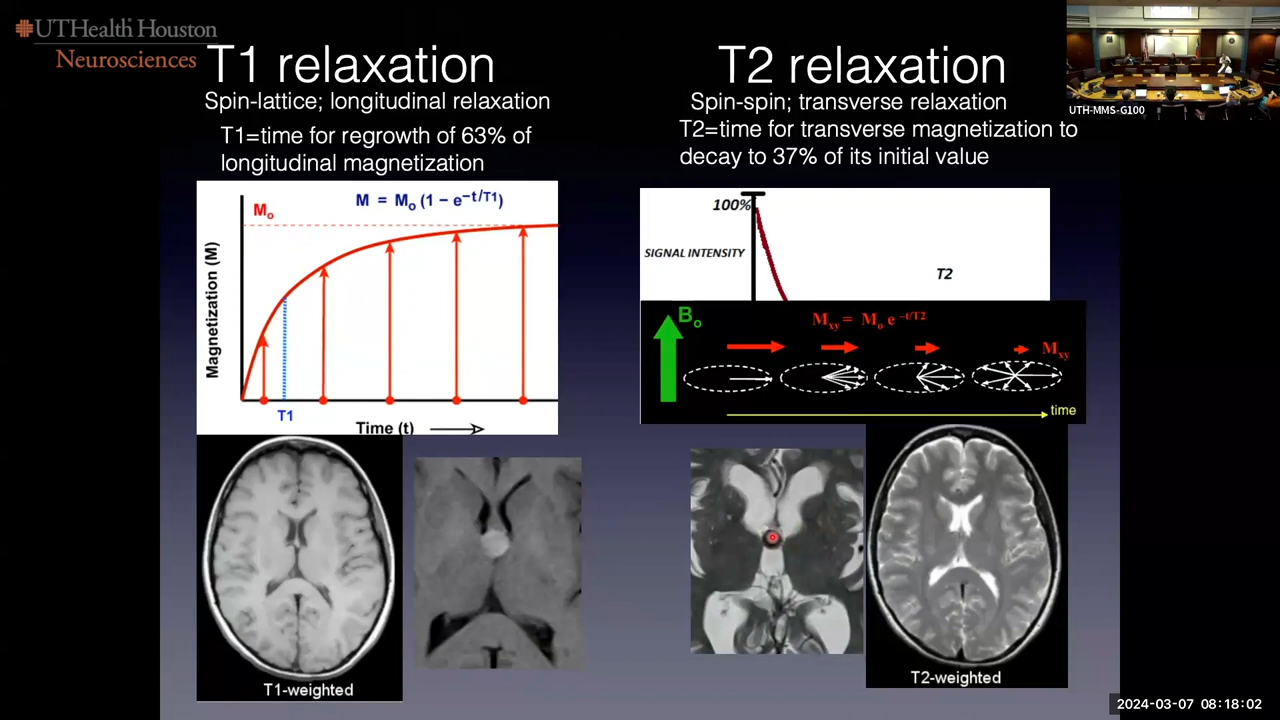 UTHealth Houston
Neurosciences
T1 relaxation
Spin-lattice; longitudinal relaxation
T1=time for regrowth of 63% of
longitudinal magnetization
M = Mo (1 − e−t/T1)
Mo
Magnetization (M)
T1
Time (t)
T1-weighted
T2 relaxation
Spin-spin; transverse relaxation
T2=time for transverse magnetization to
decay to 37% of its initial value
100%
SIGNAL INTENSITY
T2
Bo
Mxy = Mo e −t/T2
Mxy
time
T2-weighted
UTH-MMS-G100
2024-03-07 08:18:02